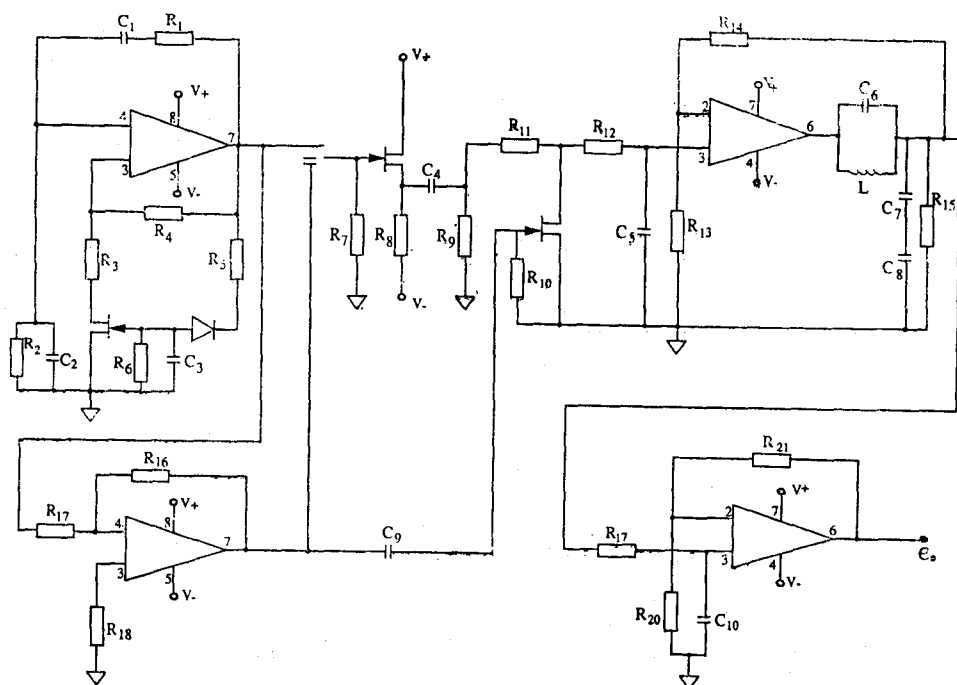 C1 R1
R14
V+
V+
V+
C6
4 8 7
3 5
V-
R11 R12
2 7 6
3 4
V-
L
C4
R4
R3 R5
R7 R8 R9
V-
R10
C5
R13
C7
R15
C8
R2 C2
R6 C3
R16
V+
R17
4 8 7
3 5
V-
C9
R18
R21
V+
R17
2 7 6
3 4
V-
R20 C10